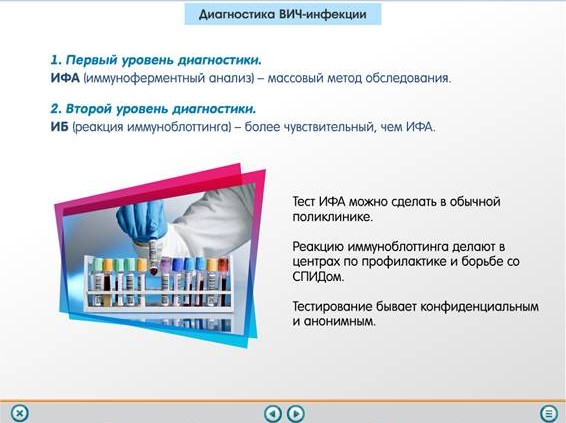 Диагностика ВИЧ-инфекции
1. Первый уровень диагностики.
ИФА (иммуноферментный анализ) – массовый метод обследования.
2. Второй уровень диагностики.
ИБ (реакция иммуноблоттинга) – более чувствительный, чем ИФА.
Тест ИФА можно сделать в обычной
поликлинике.
Реакцию иммуноблоттинга делают в
центрах по профилактике и борьбе со
СПИДом.
Тестирование бывает конфиденциальным
и анонимным.